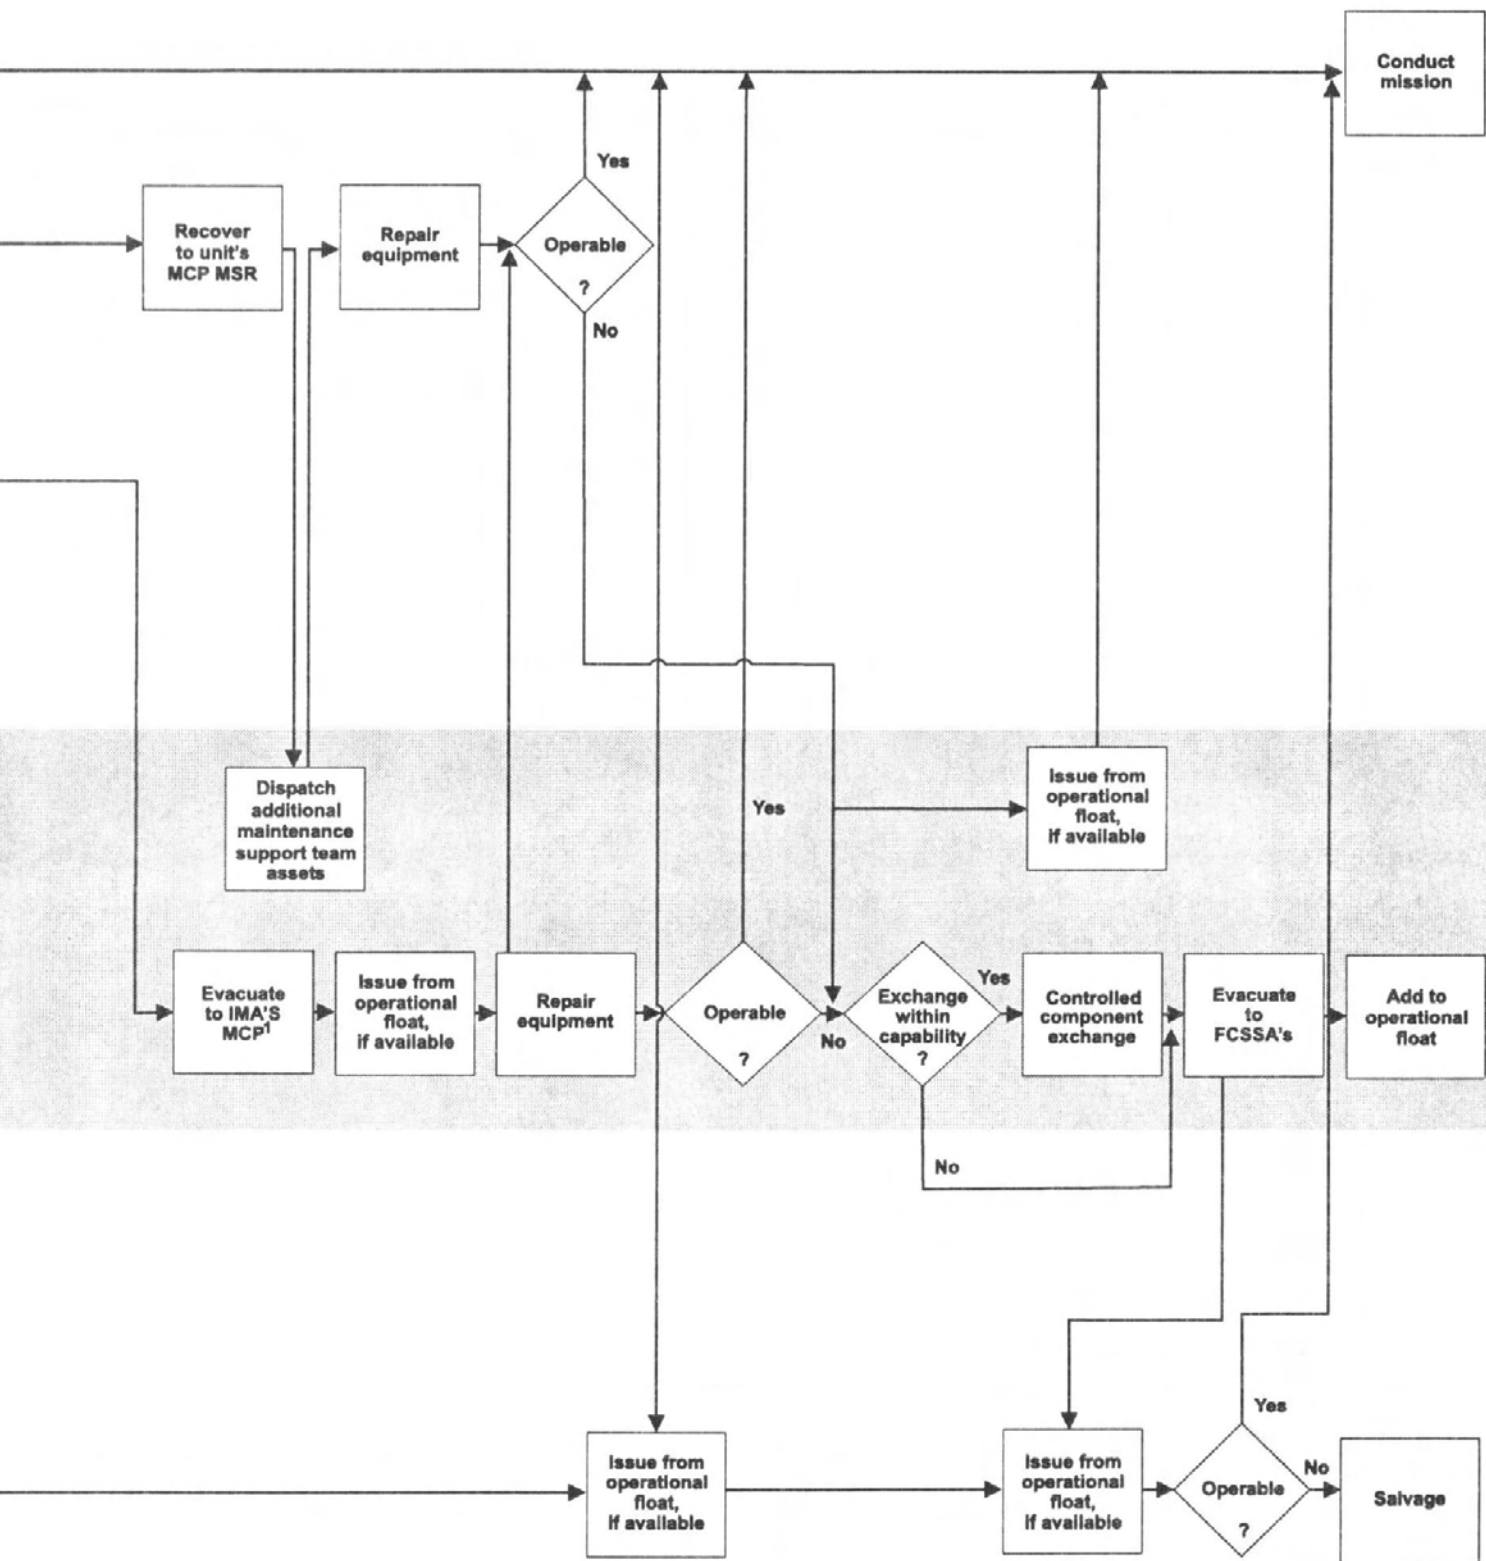 Conduct
mission
Yes
Recover
to unit's
MCP MSR
Repair
equipment
Operable
?
No
Dispatch
additional
maintenance
support team
assets
Yes
Issue from
operational
float,
if available
Evacuate
to IMA'S
MCP1
Issue from
operational
float,
if available
Repair
equipment
Operable
?
No
Exchange
within
capability
?
Yes
Controlled
component
exchange
Evacuate
to
FCSSA's
Add to
operational
float
No
Issue from
operational
float,
if available
Issue from
operational
float,
if available
Yes
Operable
?
No
Salvage